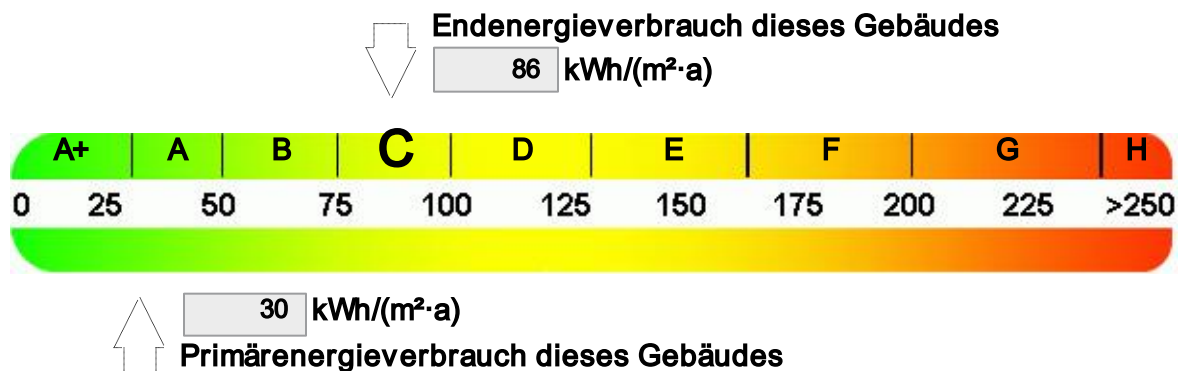 Endenergieverbrauch dieses Gebäudes
86 kWh/(m²·a)
A+ A B C D E F G H
0 25 50 75 100 125 150 175 200 225 >250
30 kWh/(m²·a)
Primärenergieverbrauch dieses Gebäudes